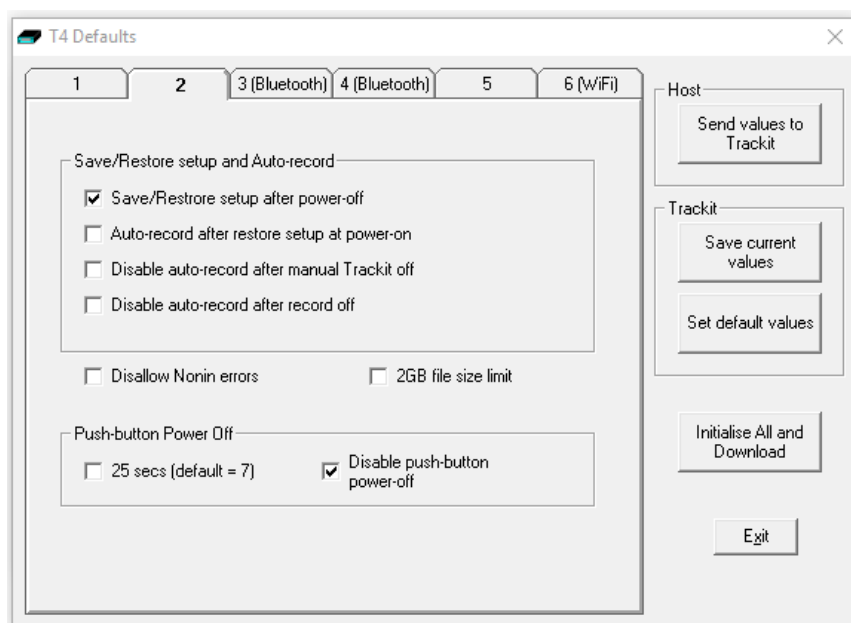 T4 Defaults
1
2
3 (Bluetooth)
4 (Bluetooth)
5
6 (WiFi)
Save/Restore setup and Auto-record
Save/Restrore setup after power-off
Auto-record after restore setup at power-on
Disable auto-record after manual Trackit off
Disable auto-record after record off
Disallow Nonin errors
2GB file size limit
Push-button Power Off
25 secs (default = 7)
Disable push-button
power-off
Host
Send values to
Trackit
Trackit
Save current
values
Set default values
Initialise All and
Download
Exit